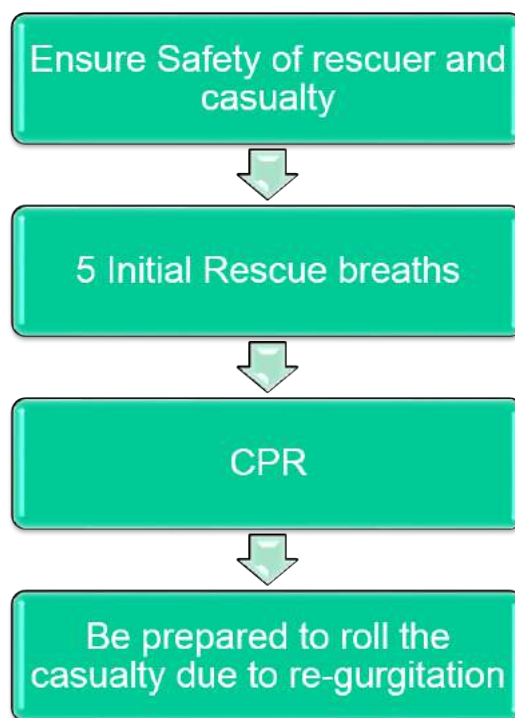 Ensure Safety of rescuer and
casualty
5 Initial Rescue breaths
CPR
Be prepared to roll the
casualty due to re-gurgitation